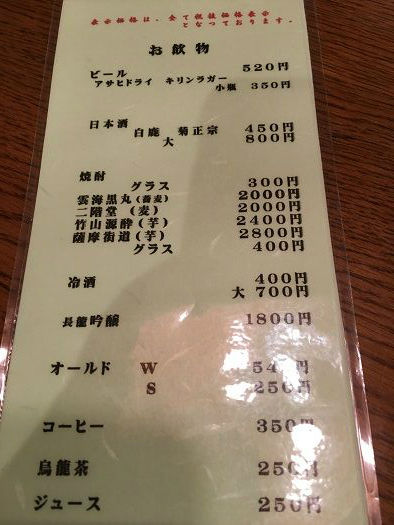 表示価格は、全て税抜価格表示
となっております。
お飲物
ビール 520円
アサヒドライ キリンラガー
小瓶 350円
日本酒
白鹿 菊正宗 450円
大 800円
焼酎
グラス 300円
雲海黒丸(蕎麦) 2000円
二階堂(麦) 2000円
竹山源酔(芋) 2400円
薩摩街道(芋) 2800円
グラス 400円
冷酒 400円
大 700円
長龍吟醸 1800円
オールド W 54 円
S 250円
コーヒー 350円
烏龍茶 250円
ジュース 250円